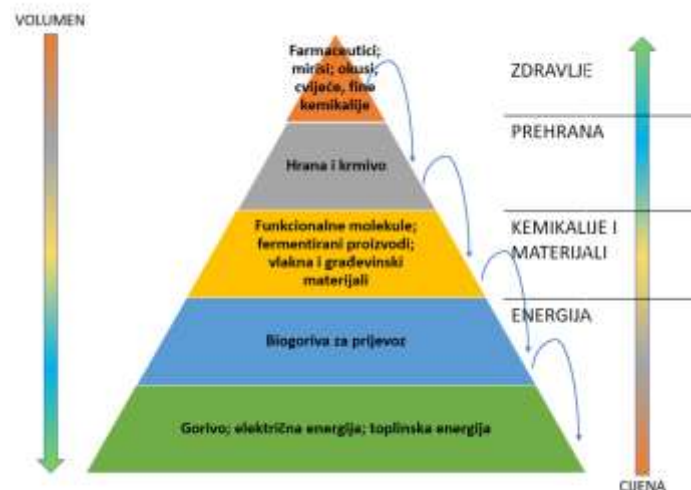 VOLUMEN
Farmaceutici;
mirisi; okusi;
cvijeće, fine
kemikalije
ZDRAVLJE
PREHRANA
Hrana i krmivo
Funkcionalne molekule;
fermentirani proizvodi;
vlakna i građevinski
materijali
KEMIKALIJE I
MATERIJALI
ENERGIJA
Biogoriva za prijevoz
Gorivo; električna energija; toplinska energija
CIJENA